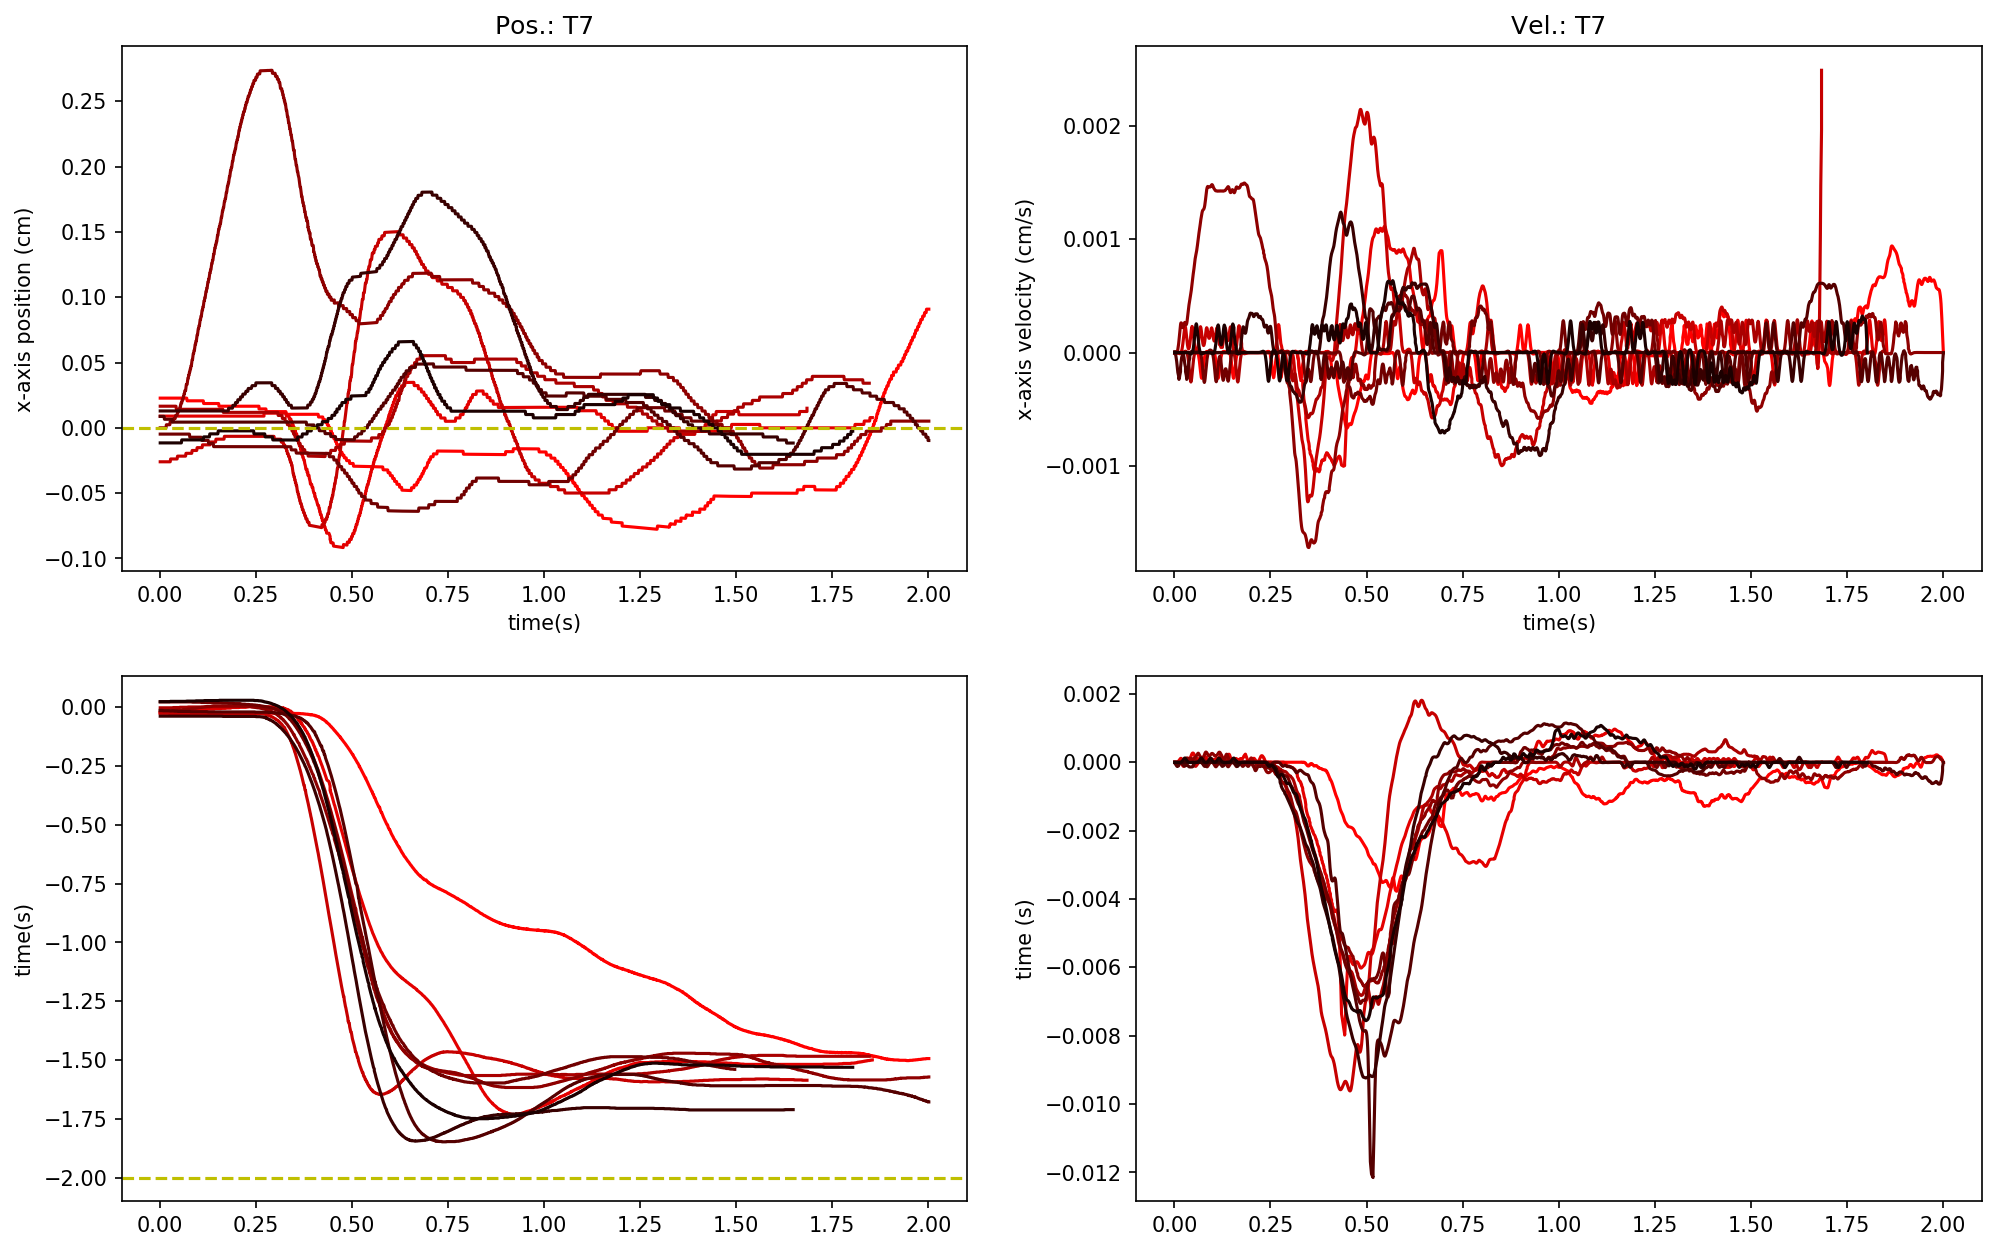 Pos.: T7
Vel.: T7
x-axis position (cm)
0.25
0.20
0.15
0.10
0.05
0.00
−0.05
−0.10
0.00 0.25 0.50 0.75 1.00 1.25 1.50 1.75 2.00
time(s)
x-axis velocity (cm/s)
0.002
0.001
0.000
−0.001
0.00 0.25 0.50 0.75 1.00 1.25 1.50 1.75 2.00
time(s)
time(s)
0.00
−0.25
−0.50
−0.75
−1.00
−1.25
−1.50
−1.75
−2.00
0.00 0.25 0.50 0.75 1.00 1.25 1.50 1.75 2.00
time (s)
0.002
0.000
−0.002
−0.004
−0.006
−0.008
−0.010
−0.012
0.00 0.25 0.50 0.75 1.00 1.25 1.50 1.75 2.00